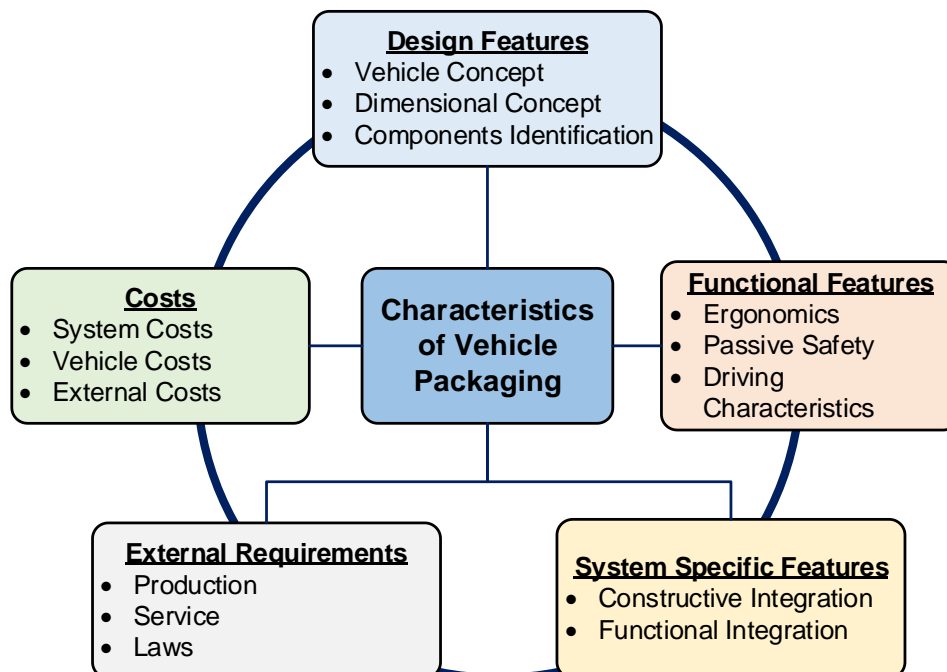 Design Features
• Vehicle Concept
• Dimensional Concept
• Components Identification
Costs
• System Costs
• Vehicle Costs
• External Costs
Characteristics
of Vehicle
Packaging
Functional Features
• Ergonomics
• Passive Safety
• Driving
Characteristics
External Requirements
• Production
• Service
• Laws
System Specific Features
• Constructive Integration
• Functional Integration